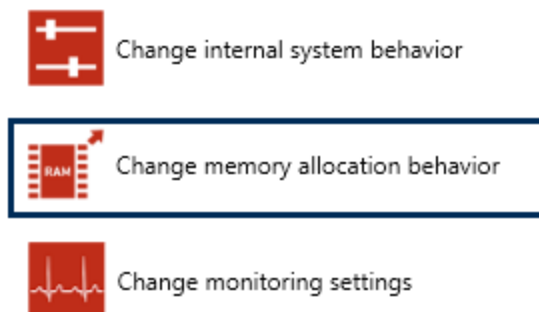 Change internal system behavior
RAM
Change memory allocation behavior
Change monitoring settings